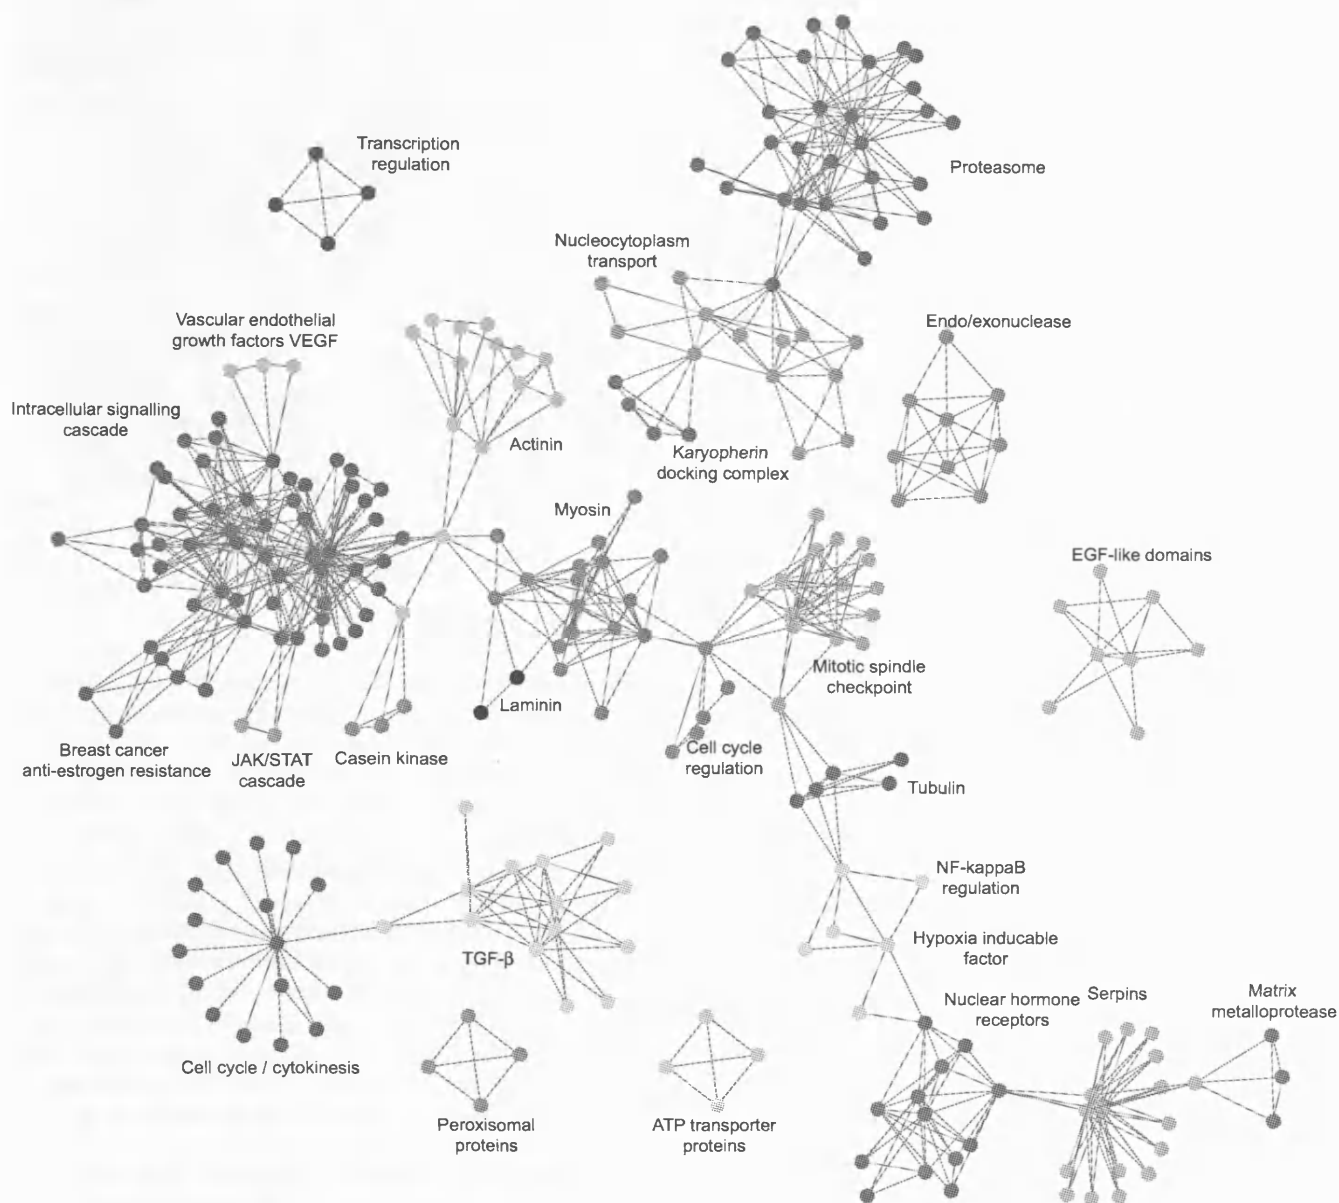 Transcription
regulation
Proteasome
Nucleocytoplasm
transport
Vascular endothelial
growth factors VEGF
Endo/exonuclease
Intracellular signalling
cascade
Actinin
Karyopherin
docking complex
Myosin
EGF-like domains
Mitotic spindle
checkpoint
Laminin
Breast cancer
anti-estrogen resistance
JAK/STAT
cascade
Casein kinase
Cell cycle
regulation
Tubulin
NF-kappaB
regulation
TGF-β
Hypoxia inducable
factor
Nuclear hormone
receptors
Serpins
Matrix
metalloprotease
Cell cycle / cytokinesis
Peroxisomal
proteins
ATP transporter
proteins